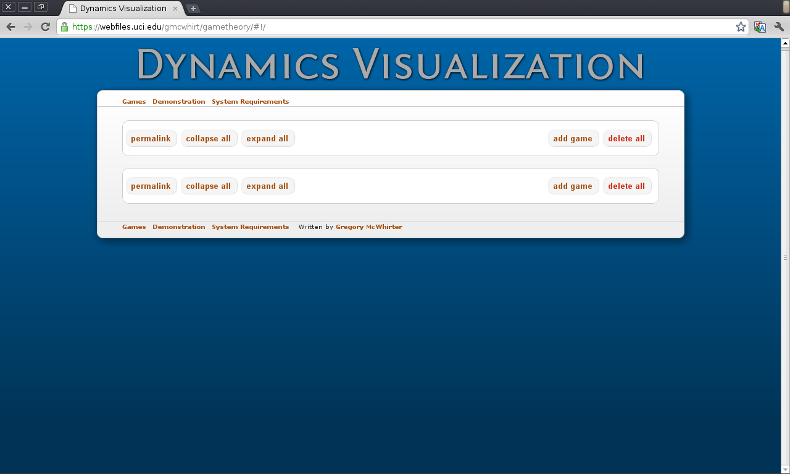 Dynamics Visualization
https://webfiles.uci.edu/gmcwhirt/gametheory/#!/
Dynamics Visualization
Games Demonstration System Requirements
permalink collapse all expand all add game delete all
permalink collapse all expand all add game delete all
Games Demonstration System Requirements Written by Gregory McWhirter